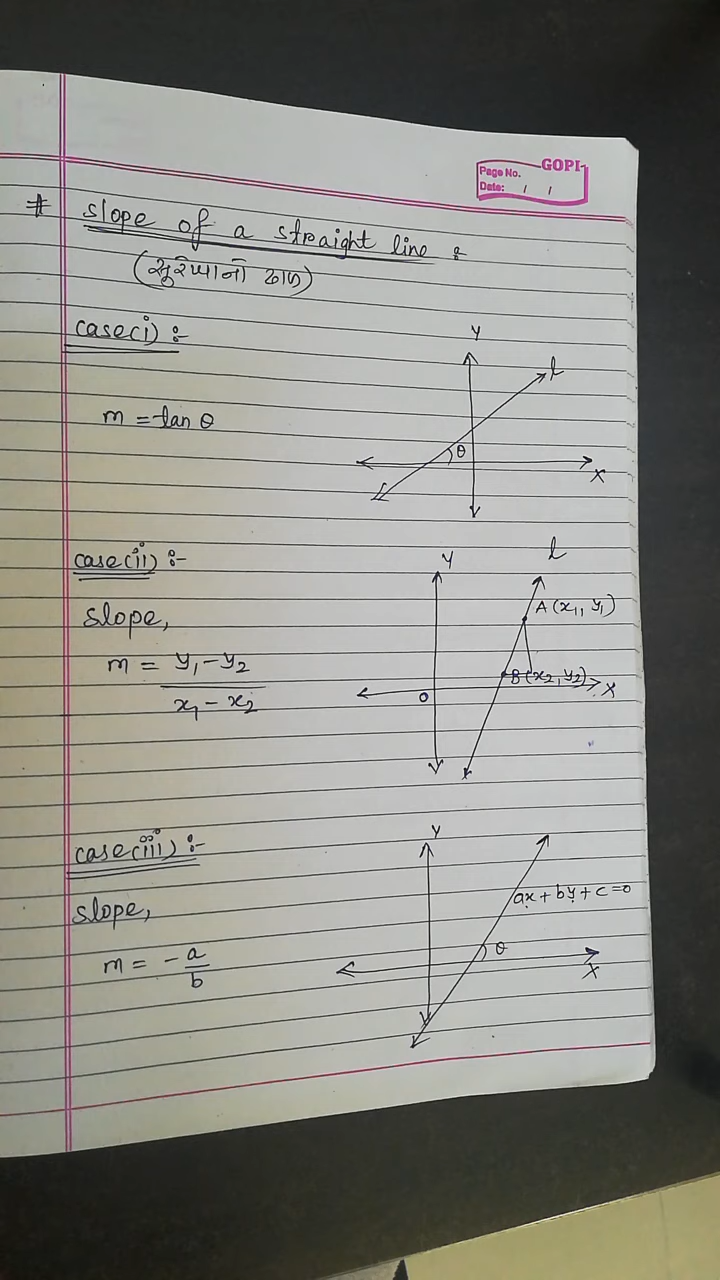 GOPI
Page No.
Date: / /
# slope of a straight line :
(સુરેખાનો ઢાળ)
case(i) :-
m = tan θ
Y
l
θ
X
case(ii) :-
slope,
m = y₁ - y₂
x₁ - x₂
Y
l
A (x₁, y₁)
B (x₂, y₂)
O
X
case(iii) :-
slope,
m = - a
b
Y
ax + by + c = 0
θ
X